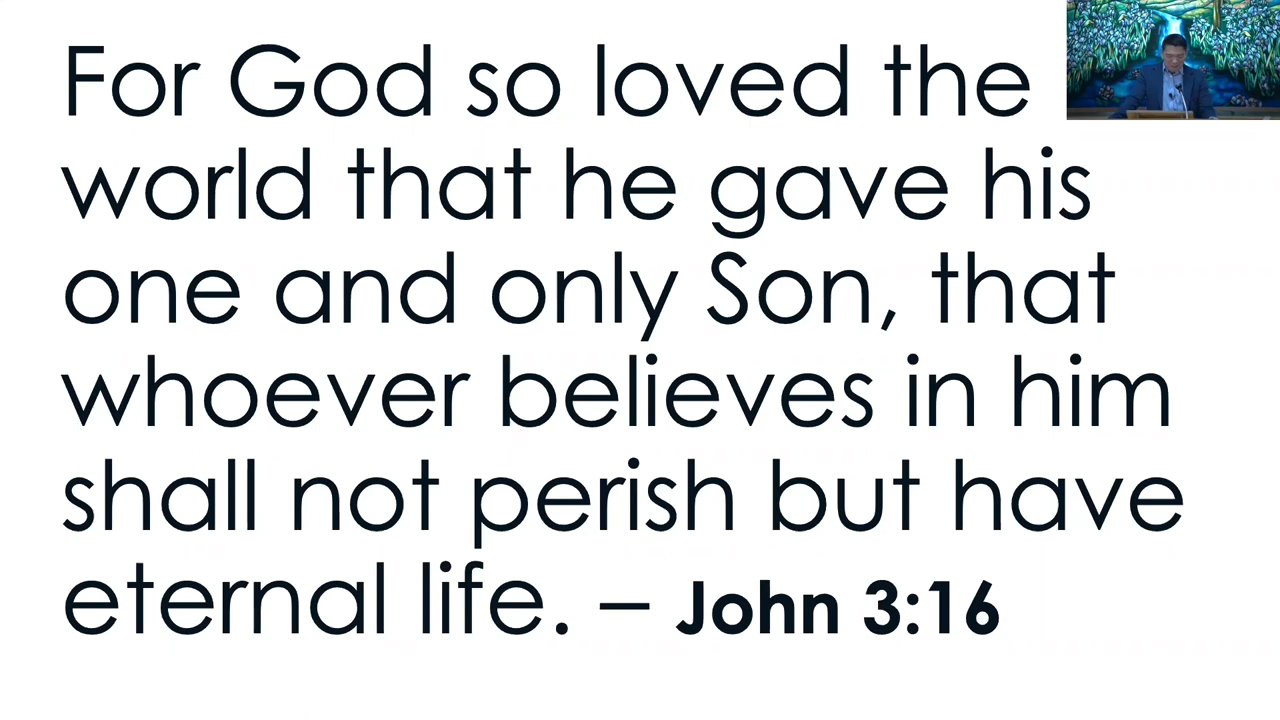 For God so loved the
world that he gave his
one and only Son, that
whoever believes in him
shall not perish but have
eternal life. – John 3:16